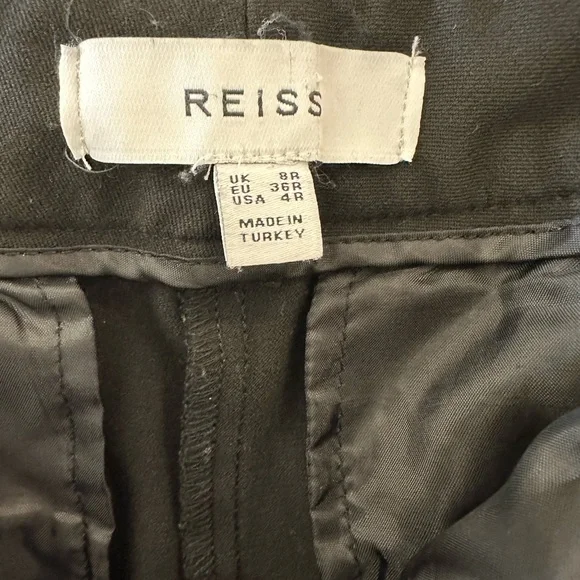 REISS
UK 8R
EU 36R
USA 4R
MADE IN
TURKEY